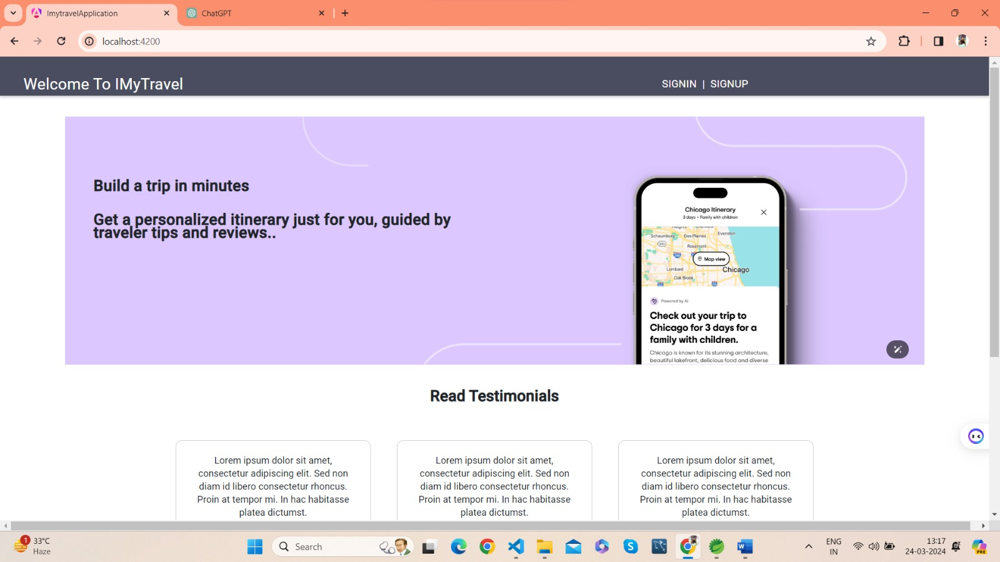 ImytravelApplication
ChatGPT
localhost:4200
Welcome To IMyTravel
SIGNIN | SIGNUP
Build a trip in minutes
Get a personalized itinerary just for you, guided by
traveler tips and reviews..
Chicago Itinerary
3 days • Family with children
Heights
Schaumburg
Des Plaines
Evanston
Rosemont
390
290
Map view
Lombard
Chicago
Oak Brook
Powered by AI
Check out your trip to
Chicago for 3 days for a
family with children.
Chicago is known for its stunning architecture,
beautiful lakefront, delicious food and diverse
Read Testimonials
Lorem ipsum dolor sit amet,
consectetur adipiscing elit. Sed non
diam id libero consectetur rhoncus.
Proin at tempor mi. In hac habitasse
platea dictumst.
Lorem ipsum dolor sit amet,
consectetur adipiscing elit. Sed non
diam id libero consectetur rhoncus.
Proin at tempor mi. In hac habitasse
platea dictumst.
Lorem ipsum dolor sit amet,
consectetur adipiscing elit. Sed non
diam id libero consectetur rhoncus.
Proin at tempor mi. In hac habitasse
platea dictumst.
1
33°C
Haze
Search
ENG
IN
13:17
24-03-2024
PRE